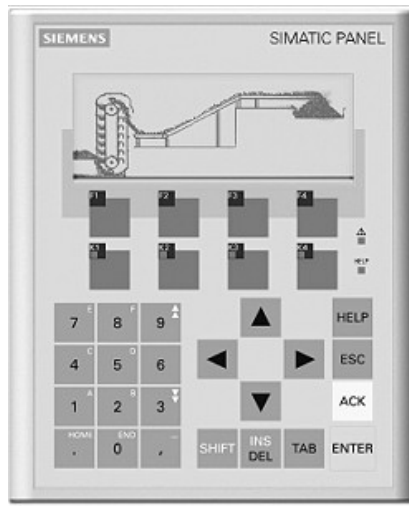 SIEMENS SIMATIC PANEL
F1 F2 F3 F4
K1 K2 K3 K4
HELP
7 E 8 F 9 HELP
4 C 5 D 6 ESC
1 A 2 B 3 ACK
HOME . END 0 , _ SHIFT INS DEL TAB ENTER